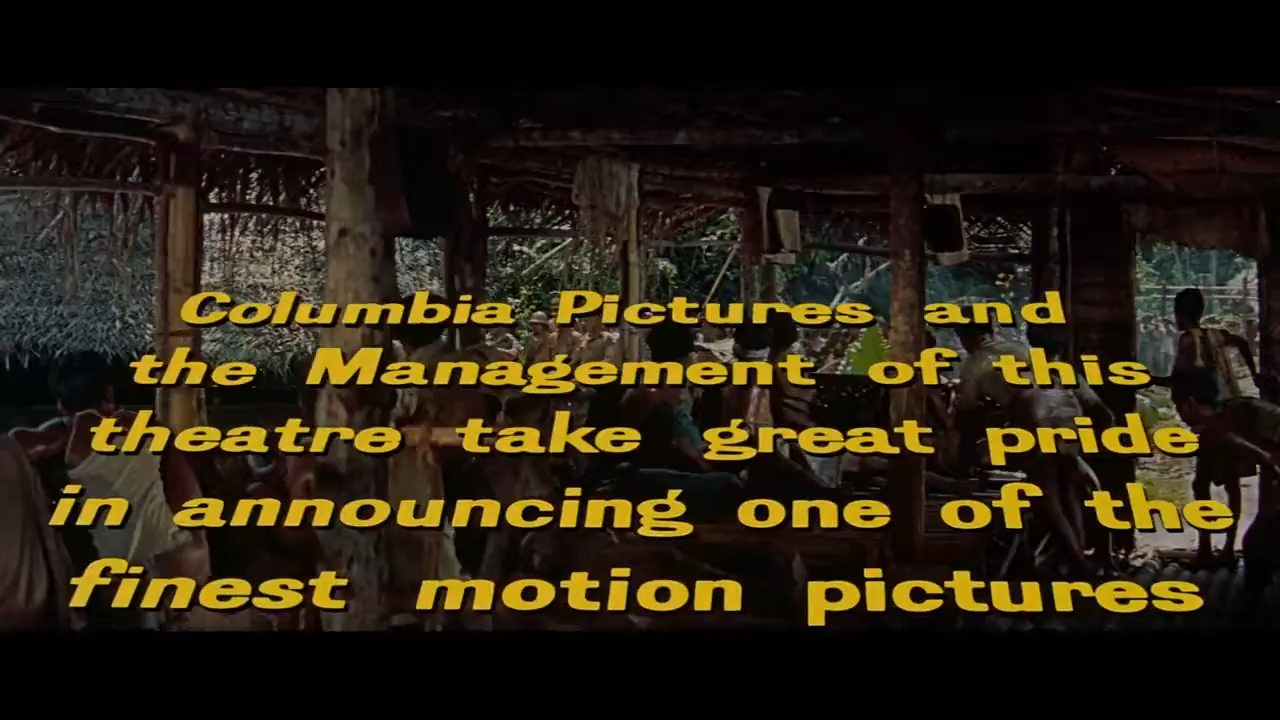 Columbia Pictures and
the Management of this
theatre take great pride
in announcing one of the
finest motion pictures